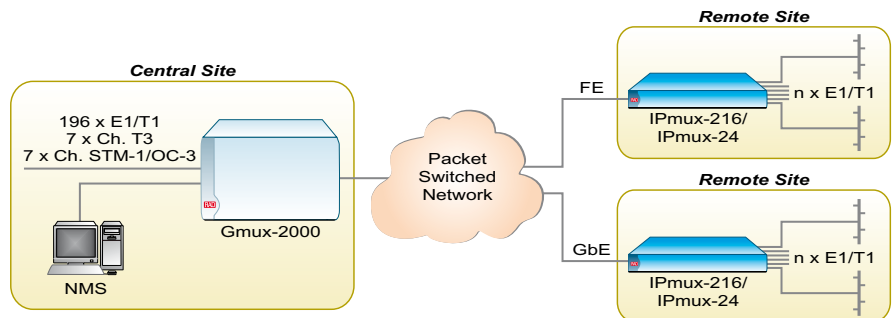 Central Site
196 x E1/T1
7 x Ch. T3
7 x Ch. STM-1/OC-3
RAD
Gmux-2000
NMS
Packet
Switched
Network
FE
GbE
Remote Site
n x E1/T1
IPmux-216/
IPmux-24
Remote Site
n x E1/T1
IPmux-216/
IPmux-24